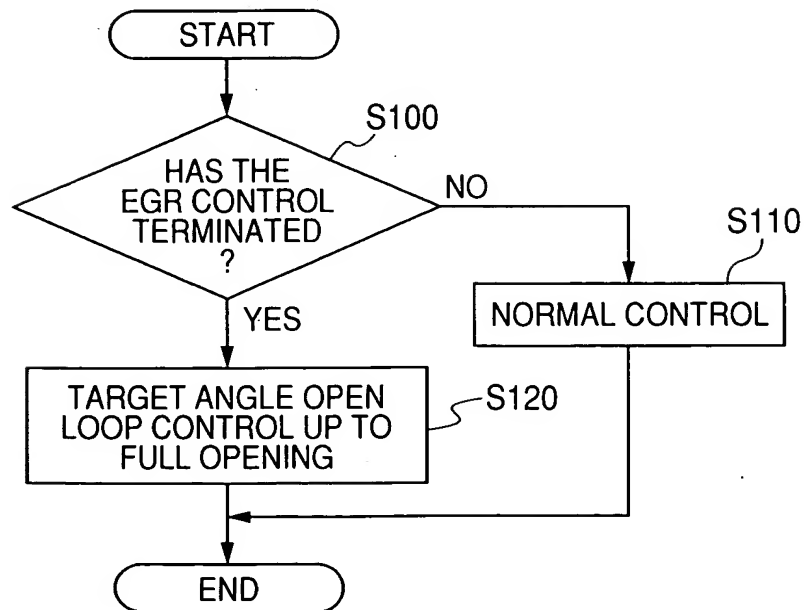 START
S100
HAS THE
EGR CONTROL
TERMINATED
?
NO
S110
NORMAL CONTROL
YES
TARGET ANGLE OPEN
LOOP CONTROL UP TO
FULL OPENING
S120
END